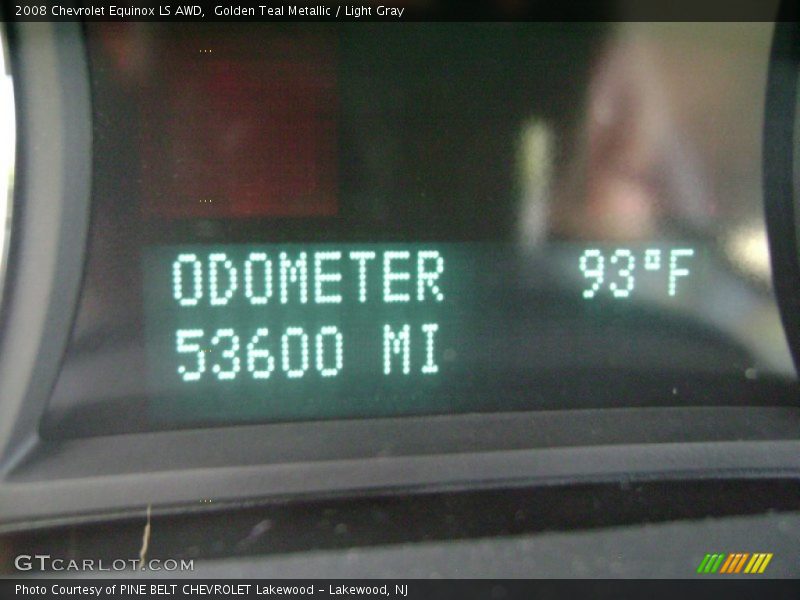 2008 Chevrolet Equinox LS AWD,  Golden Teal Metallic / Light Gray
ODOMETER 93°F
53600 MI
GTCARLOT.COM
Photo Courtesy of PINE BELT CHEVROLET Lakewood - Lakewood, NJ